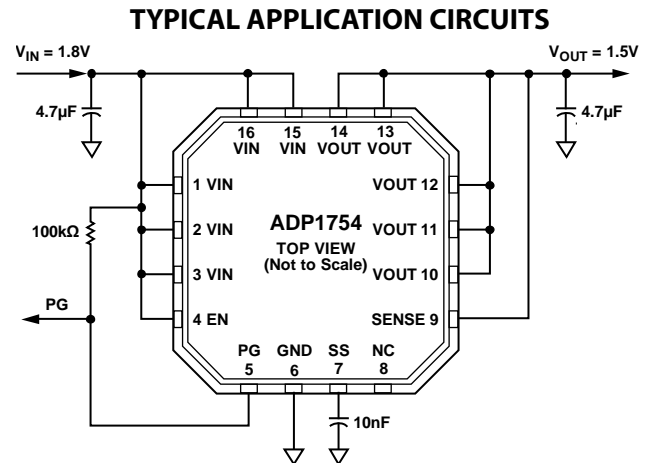 TYPICAL APPLICATION CIRCUITS
VIN = 1.8V
VOUT = 1.5V
4.7µF
4.7µF
16
VIN
15
VIN
14
VOUT
13
VOUT
1 VIN
2 VIN
3 VIN
4 EN
VOUT 12
VOUT 11
VOUT 10
SENSE 9
ADP1754
TOP VIEW
(Not to Scale)
100kΩ
PG
PG
5
GND
6
SS
7
NC
8
10nF